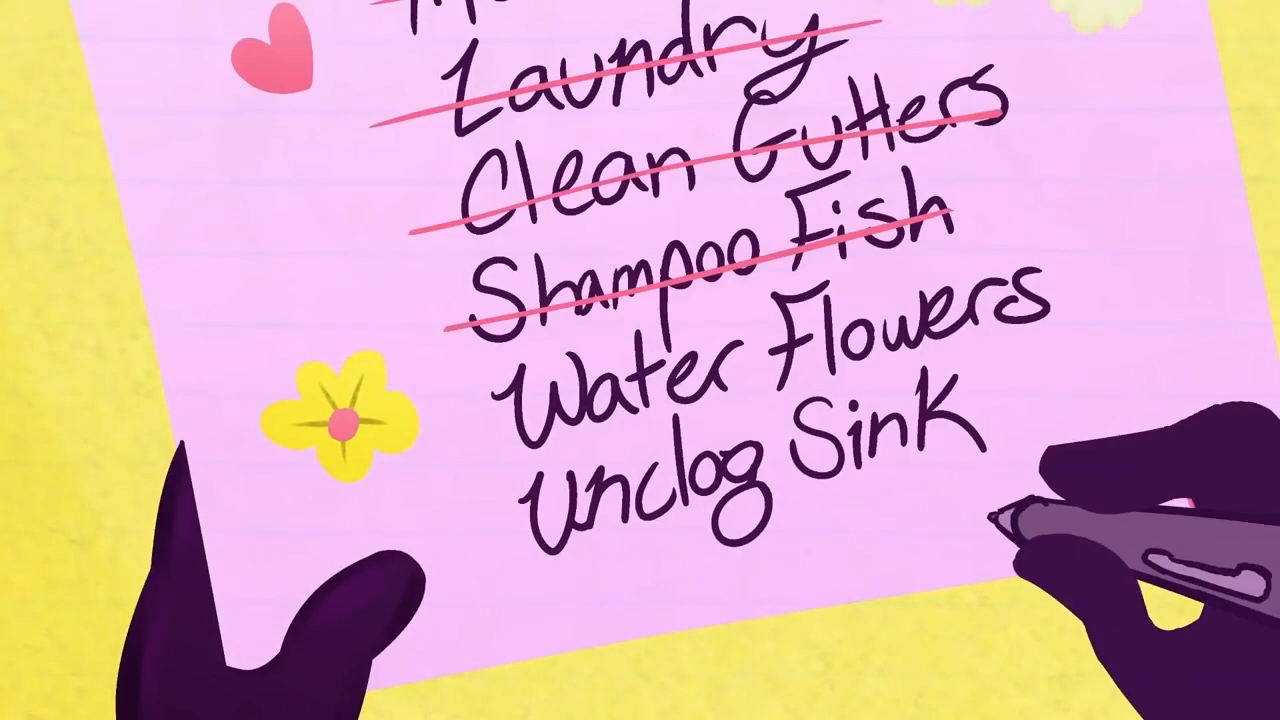 Laundry
Clean Gutters
Shampoo Fish
Water Flowers
Unclog Sink